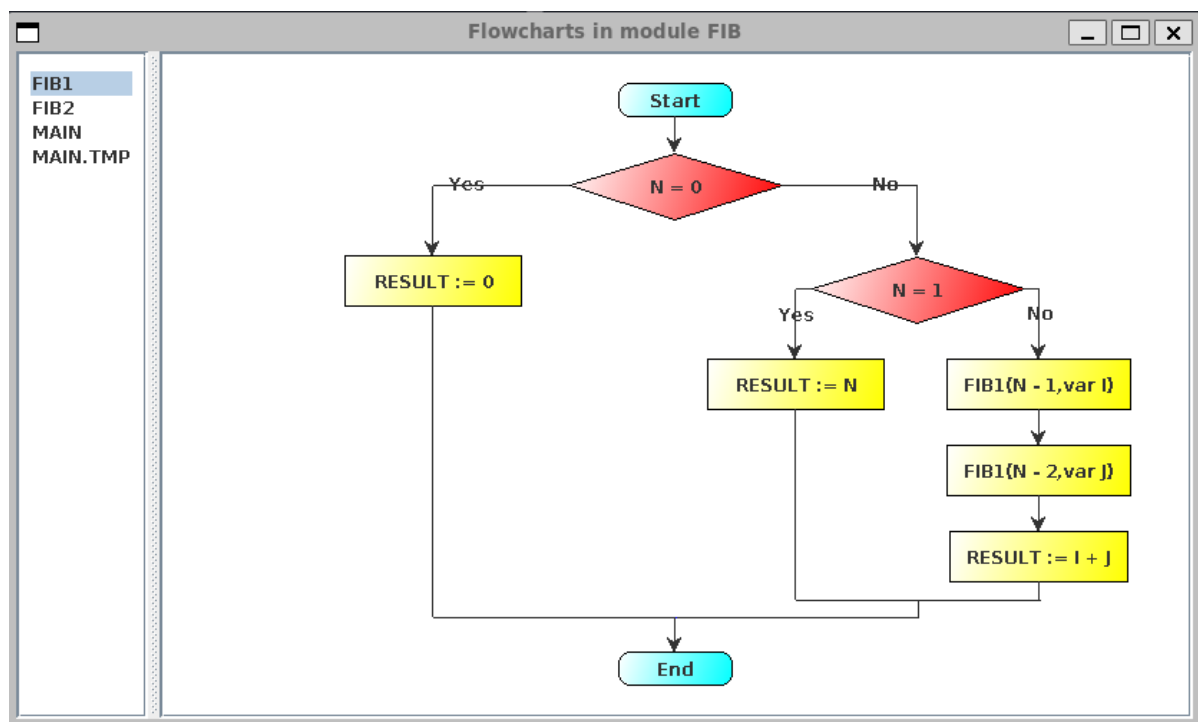 Flowcharts in module FIB
FIB1
FIB2
MAIN
MAIN.TMP
Start
N = 0
Yes
No
RESULT := 0
N = 1
Yes
No
RESULT := N
FIB1(N - 1,var I)
FIB1(N - 2,var J)
RESULT := I + J
End